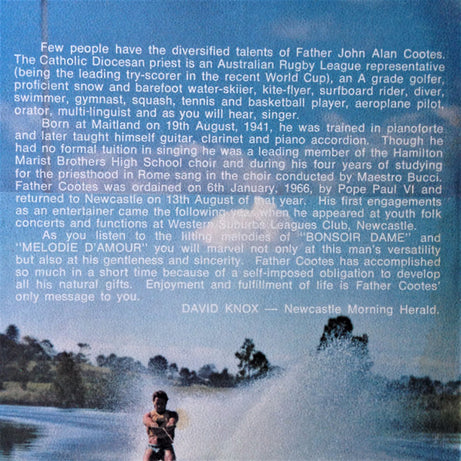 Few people have the diversified talents of Father John Alan Cootes.
The Catholic Diocesan priest is an Australian Rugby League representative
(being the leading try-scorer in the recent World Cup), an A grade golfer,
proficient snow and barefoot water-skiier, kite-flyer, surfboard rider, diver,
swimmer, gymnast, squash, tennis and basketball player, aeroplane pilot,
orator, multi-linguist and as you will hear, singer.
Born at Maitland on 19th August, 1941, he was trained in pianoforte
and later taught himself guitar, clarinet and piano accordion. Though he
had no formal tuition in singing he was a leading member of the Hamilton
Marist Brothers High School choir and during his four years of studying
for the priesthood in Rome sang in the choir conducted by Maestro Bucci.
Father Cootes was ordained on 6th January, 1966, by Pope Paul VI and
returned to Newcastle on 13th August of that year. His first engagements
as an entertainer came the following year when he appeared at youth folk
concerts and functions at Western Suburbs Leagues Club, Newcastle.
As you listen to the lilting melodies of "BONSOIR DAME" and
"MELODIE D'AMOUR" you will marvel not only at this man's versatility
but also at his gentleness and sincerity. Father Cootes has accomplished
so much in a short time because of a self-imposed obligation to develop
all his natural gifts. Enjoyment and fulfillment of life is Father Cootes'
only message to you.
DAVID KNOX — Newcastle Morning Herald.